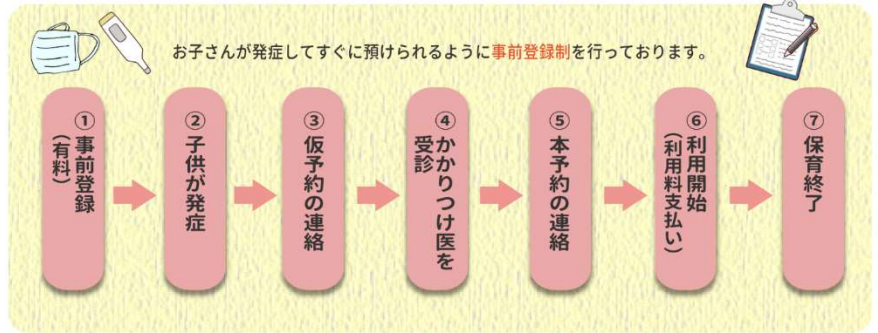 お子さんが発症してすぐに預けられるように事前登録制を行っております。
①事前登録
(有料)
②子供が発症
③仮予約の連絡
④かかりつけ医を
受診
⑤本予約の連絡
⑥利用開始
(利用料支払い)
⑦保育終了